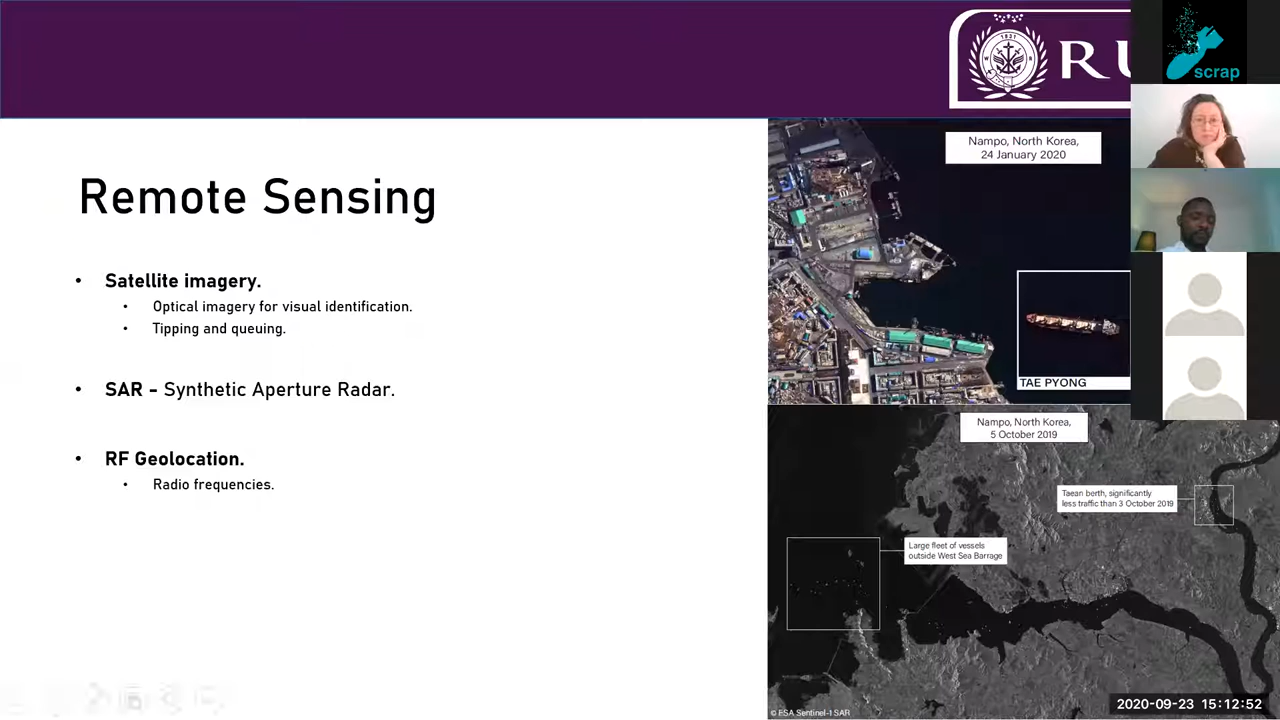 RU
scrap
Nampo, North Korea,
24 January 2020
Remote Sensing
• Satellite imagery.
• Optical imagery for visual identification.
• Tipping and queuing.
• SAR – Synthetic Aperture Radar.
• RF Geolocation.
• Radio frequencies.
TAE PYONG
Nampo, North Korea,
5 October 2019
Taean berth, significantly
less traffic than 3 October 2019
Large fleet of vessels
outside West Sea Barrage
© ESA Sentinel-1 SAR
2020-09-23 15:12:52